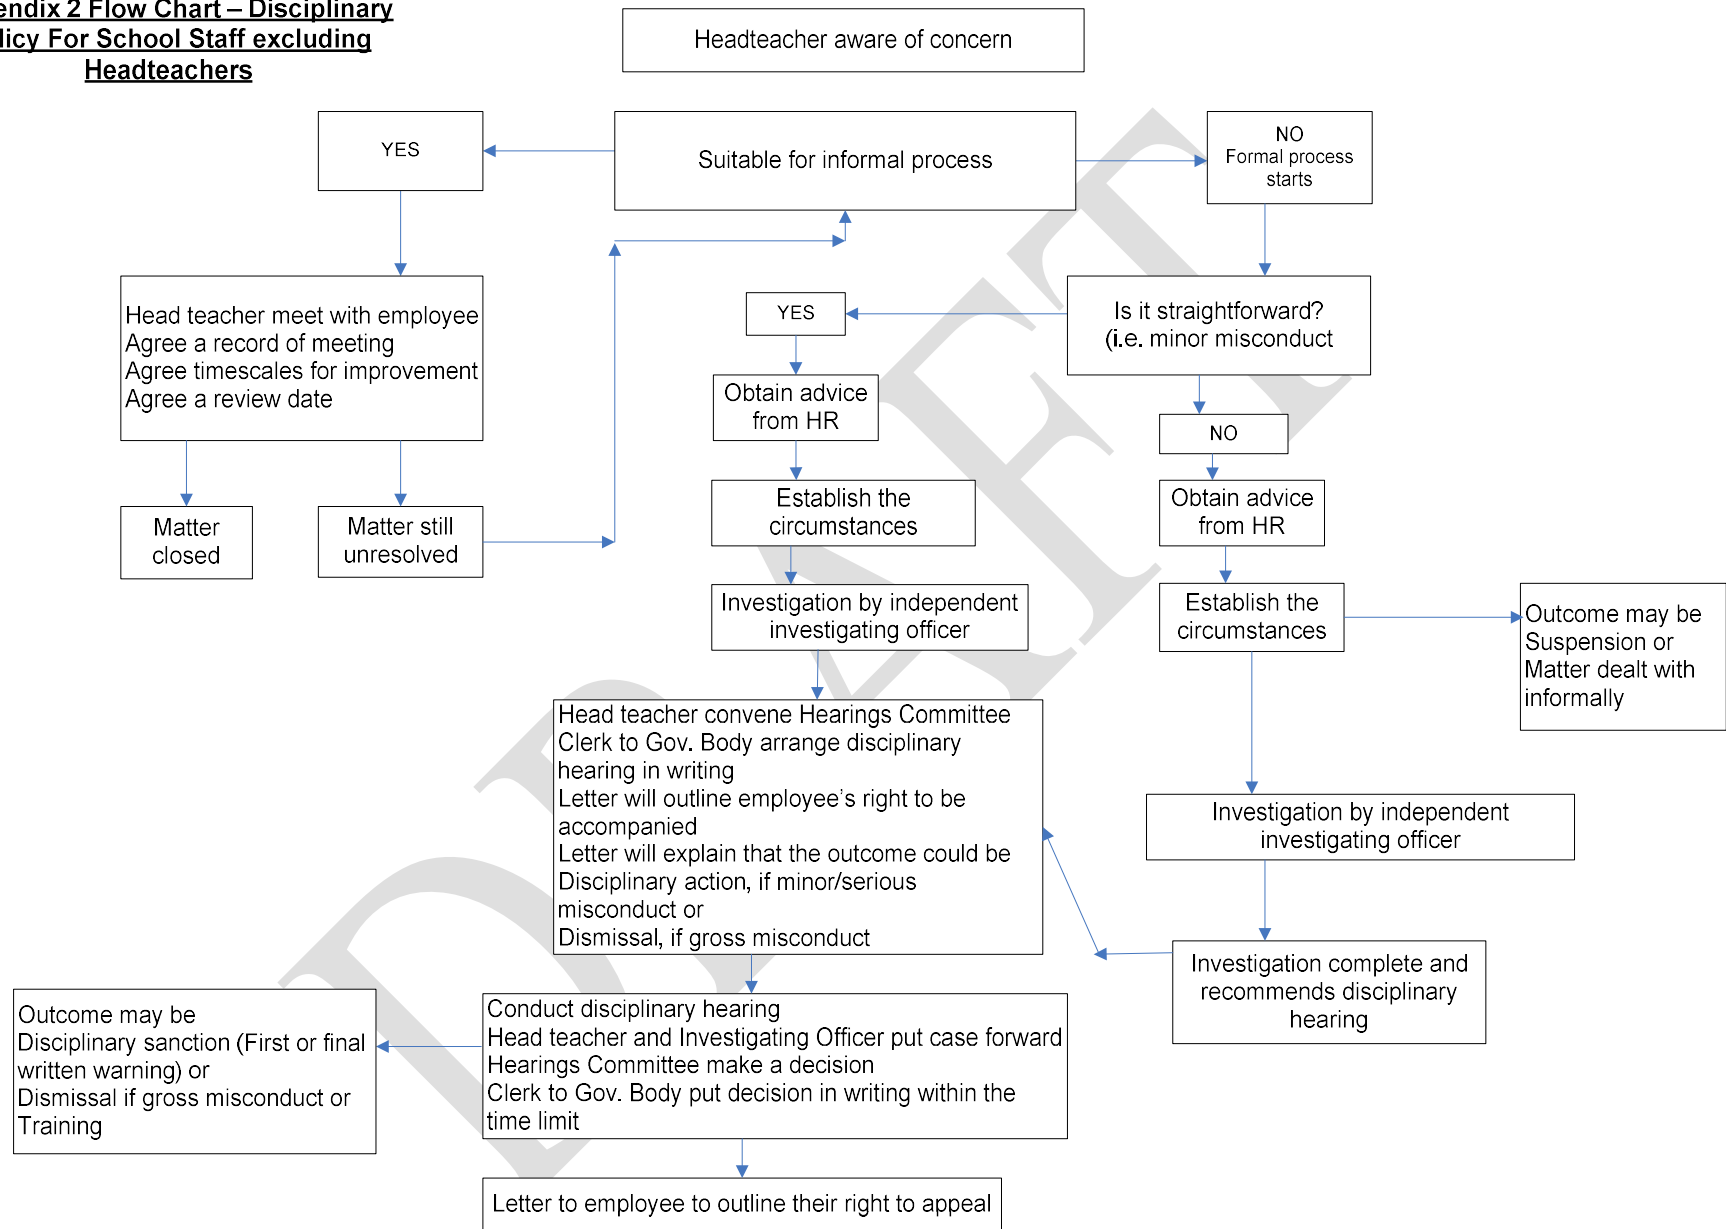 endix 2 Flow Chart – Disciplinary
licy For School Staff excluding
Headteachers
Headteacher aware of concern
YES
Suitable for informal process
NO
Formal process
starts
Head teacher meet with employee
Agree a record of meeting
Agree timescales for improvement
Agree a review date
YES
Is it straightforward?
(i.e. minor misconduct
Obtain advice
from HR
NO
Matter
closed
Matter still
unresolved
Establish the
circumstances
Obtain advice
from HR
Investigation by independent
investigating officer
Establish the
circumstances
Outcome may be
Suspension or
Matter dealt with
informally
Head teacher convene Hearings Committee
Clerk to Gov. Body arrange disciplinary
hearing in writing
Letter will outline employee’s right to be
accompanied
Letter will explain that the outcome could be
Disciplinary action, if minor/serious
misconduct or
Dismissal, if gross misconduct
Investigation by independent
investigating officer
Investigation complete and
recommends disciplinary
hearing
Outcome may be
Disciplinary sanction (First or final
written warning) or
Dismissal if gross misconduct or
Training
Conduct disciplinary hearing
Head teacher and Investigating Officer put case forward
Hearings Committee make a decision
Clerk to Gov. Body put decision in writing within the
time limit
Letter to employee to outline their right to appeal
DRAFT